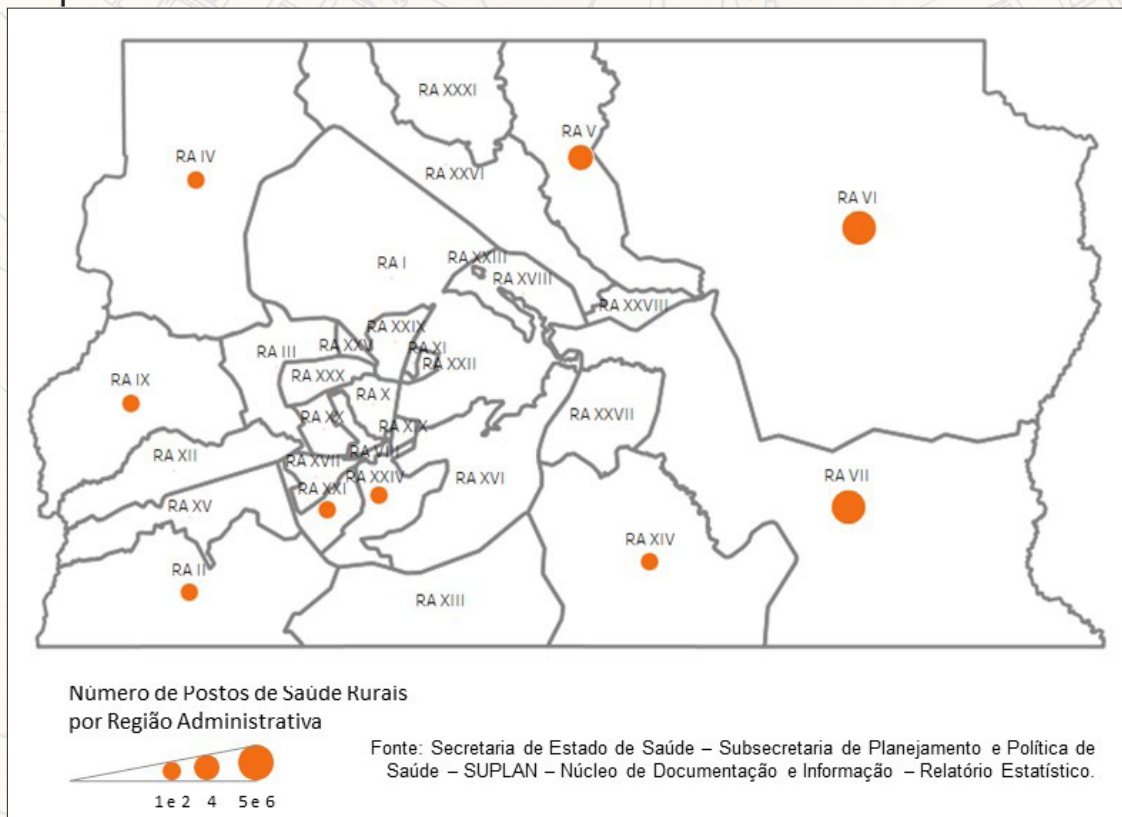 RA XXXI
RA V
RA IV
RA XXVI
RA VI
RA XXIII
RA I
RA XVIII
RA XXVIII
RA XXIX
RA XXV
RA XI
RA III
RA XXII
RA XXX
RA IX
RA X
RA XXVII
RA XX
RA XIX
RA XII
RA VIII
RA XVII
RA XXIV
RA XVI
RA VII
RA XXI
RA XV
RA XIV
RA II
RA XIII
Número de Postos de Saúde Rurais
por Região Administrativa
1 e 2 4 5 e 6
Fonte: Secretaria de Estado de Saúde – Subsecretaria de Planejamento e Política de
Saúde – SUPLAN – Núcleo de Documentação e Informação – Relatório Estatístico.